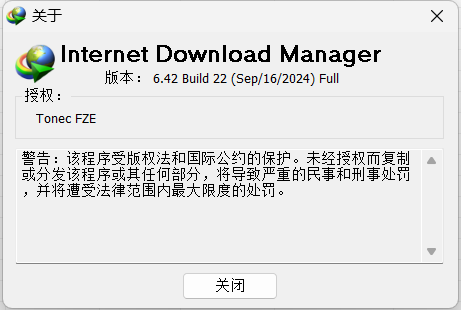 关于
Internet Download Manager
版本： 6.42 Build 22 (Sep/16/2024) Full
授权：
Tonec FZE
警告：该程序受版权法和国际公约的保护。未经授权而复制
或分发该程序或其任何部分，将导致严重的民事和刑事处罚
，并将遭受法律范围内最大限度的处罚。
关闭